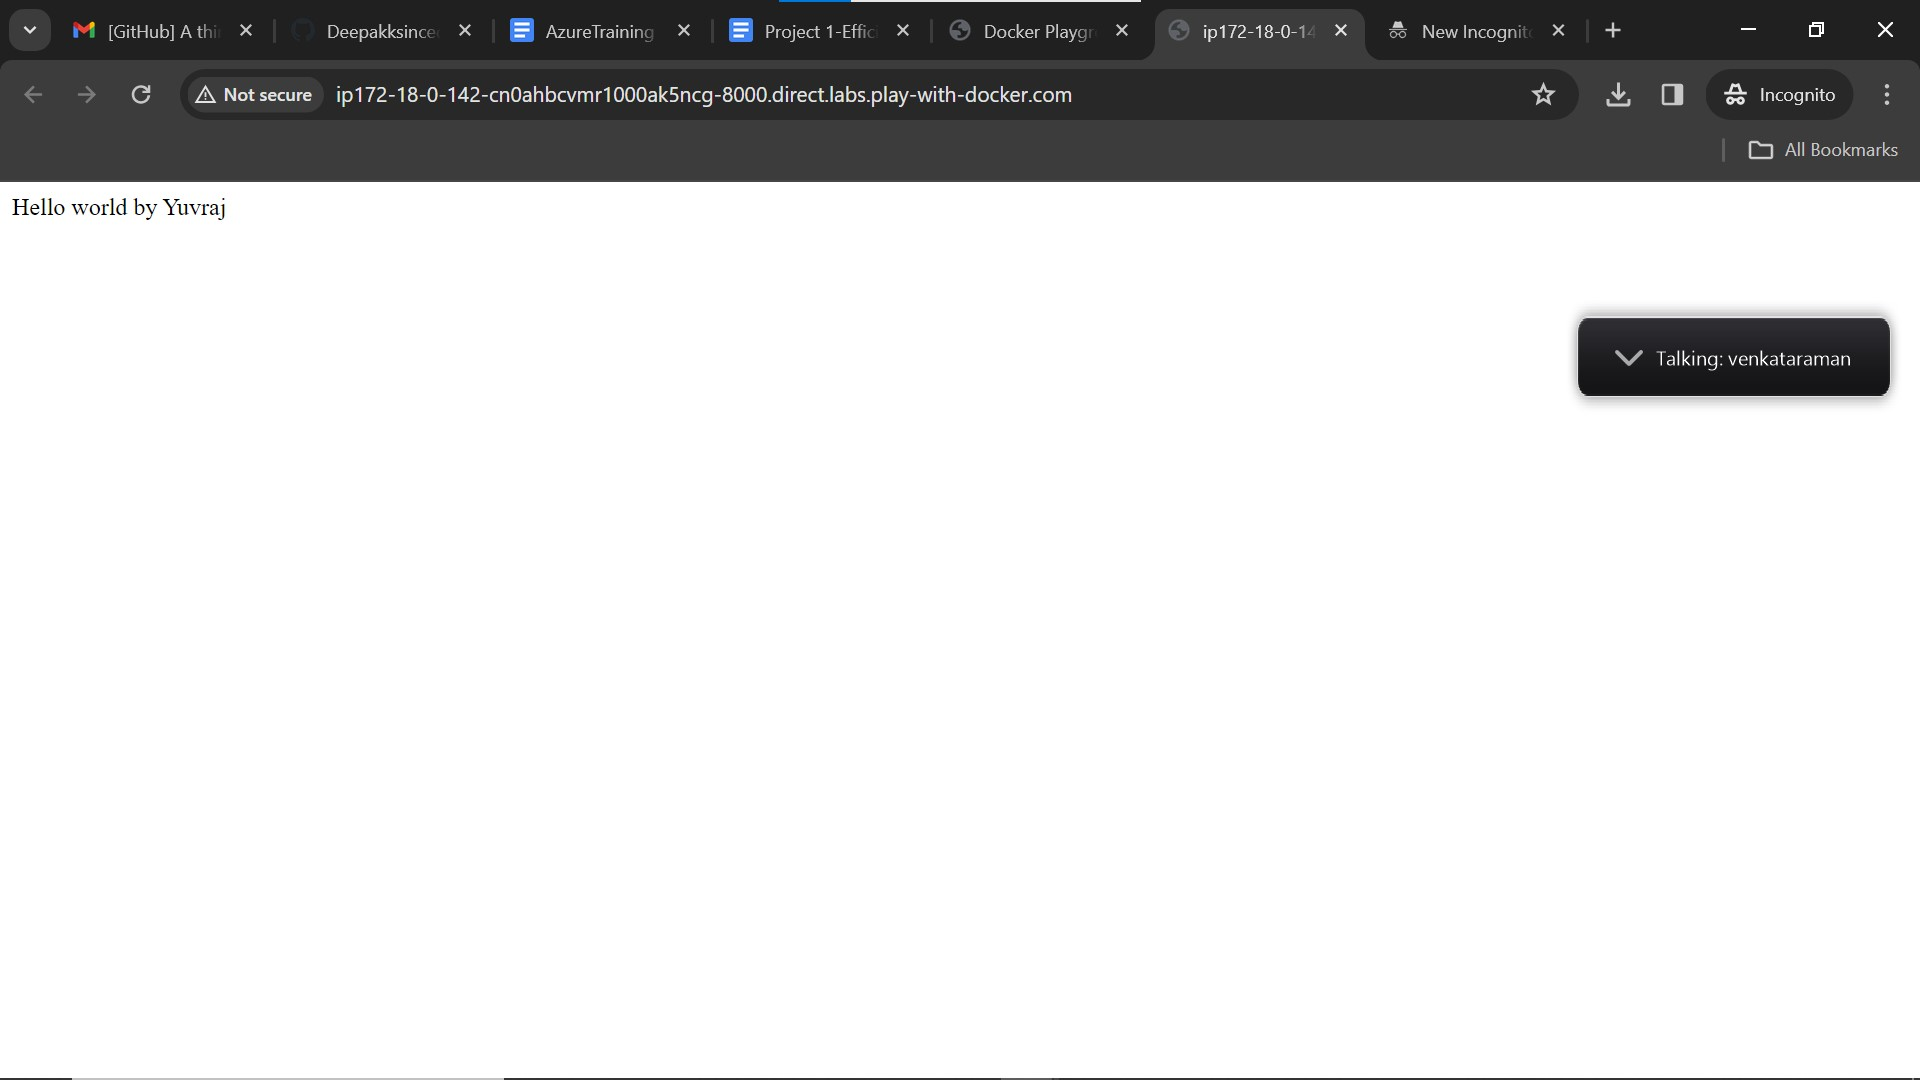 [GitHub] A thi
Deepakksince
AzureTraining
Project 1-Effic
Docker Playgr
ip172-18-0-14
New Incognit
Not secure
ip172-18-0-142-cn0ahbcvmr1000ak5ncg-8000.direct.labs.play-with-docker.com
Incognito
All Bookmarks
Hello world by Yuvraj
Talking: venkataraman